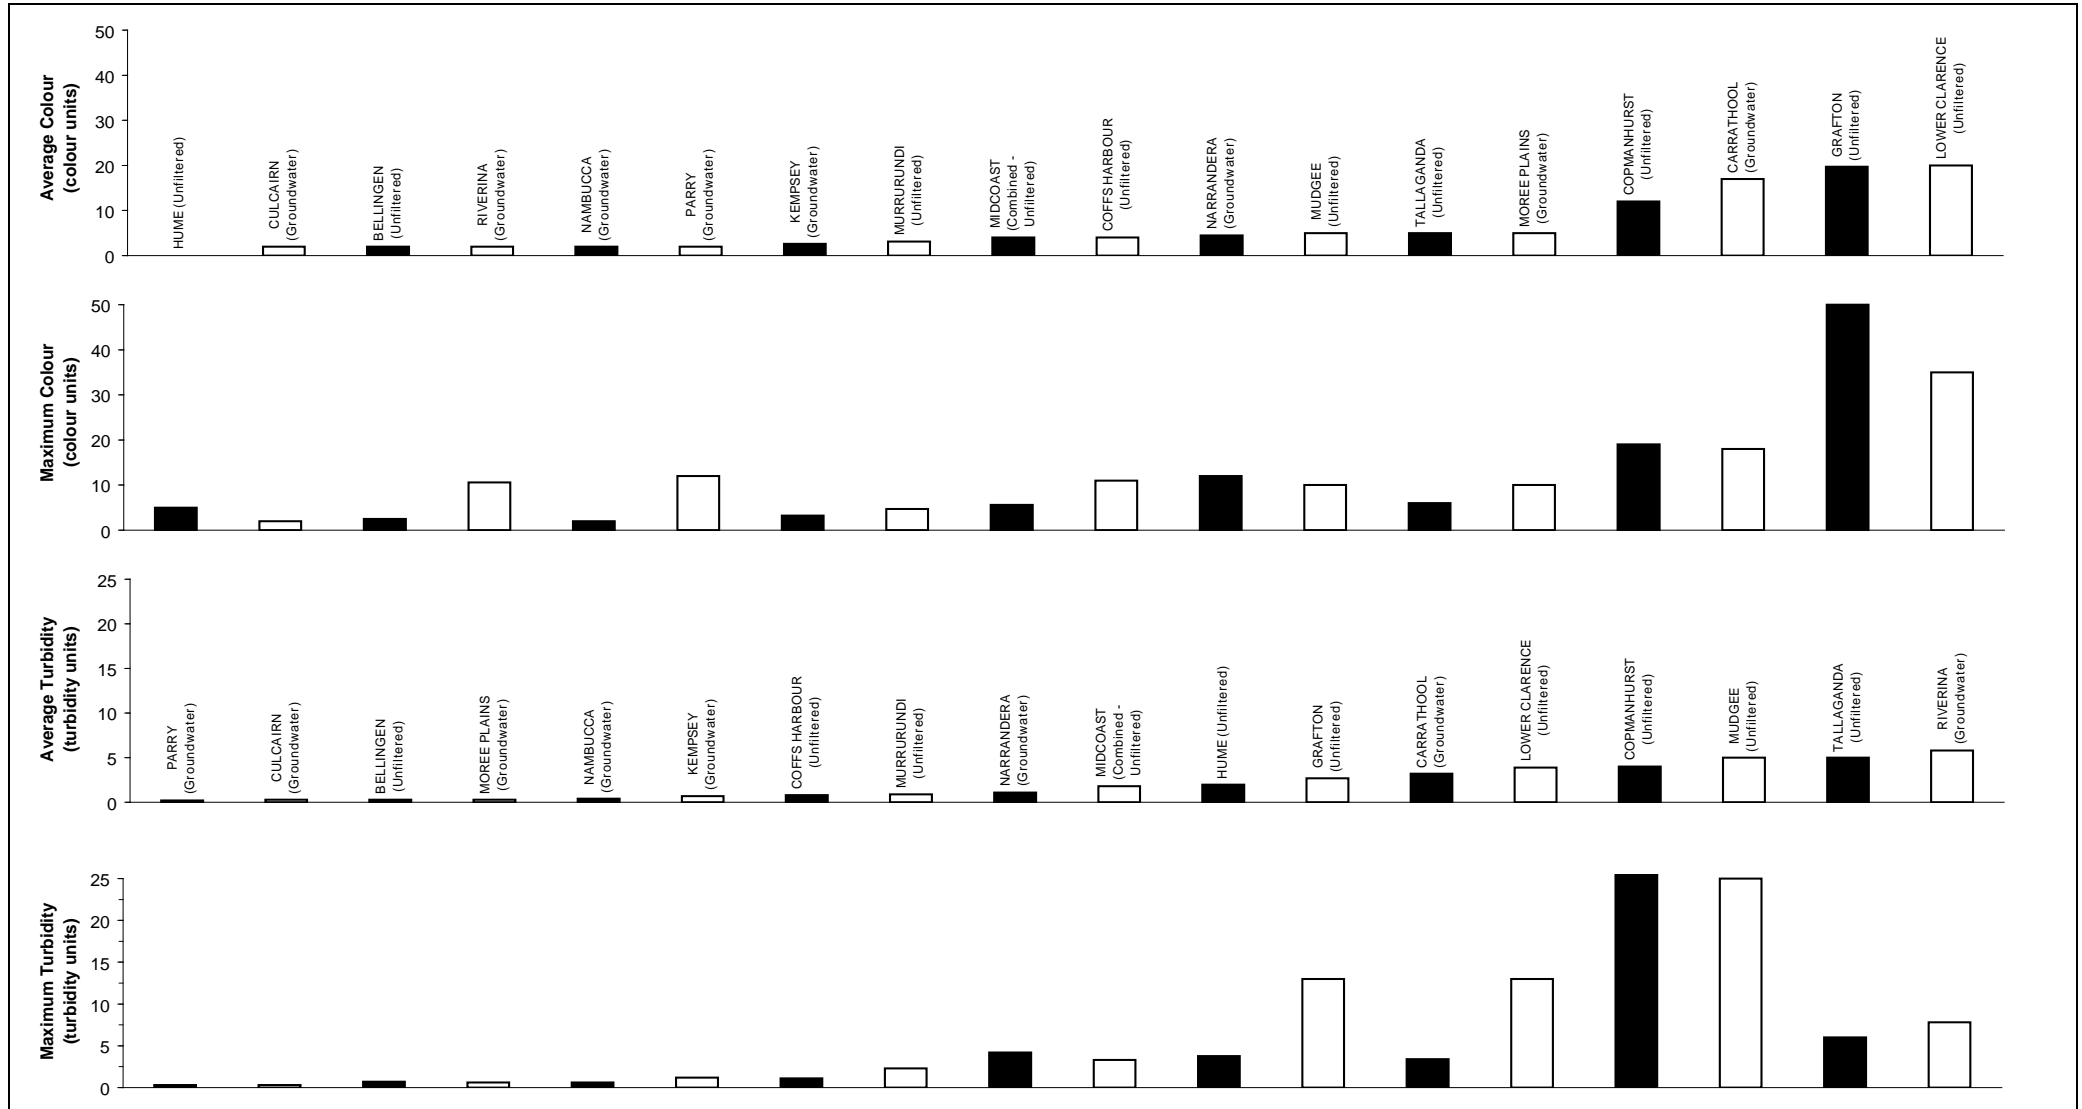 Average Colour
(colour units)
50
40
30
20
10
0
HUME (Unfiltered)
CULCAIRN
(Groundwater)
BELLINGEN
(Unfiltered)
RIVERINA
(Groundwater)
NAMBUCCA
(Groundwater)
PARRY
(Groundwater)
KEMPSEY
(Groundwater)
MURRURUNDI
(Unfiltered)
MIDCOAST
(Combined -
Unfiltered)
COFFS HARBOUR
(Unfiltered)
NARRANDERA
(Groundwater)
MUDGEE
(Unfiltered)
TALLAGANDA
(Unfiltered)
MOREE PLAINS
(Groundwater)
COPMANHURST
(Unfiltered)
CARRATHOOL
(Groundwater)
GRAFTON
(Unfiltered)
LOWER CLARENCE
(Unfiltered)
Maximum Colour
(colour units)
50
40
30
20
10
0
Average Turbidity
(turbidity units)
25
20
15
10
5
0
PARRY
(Groundwater)
CULCAIRN
(Groundwater)
BELLINGEN
(Unfiltered)
MOREE PLAINS
(Groundwater)
NAMBUCCA
(Groundwater)
KEMPSEY
(Groundwater)
COFFS HARBOUR
(Unfiltered)
MURRURUNDI
(Unfiltered)
NARRANDERA
(Groundwater)
MIDCOAST
(Combined -
Unfiltered)
HUME (Unfiltered)
GRAFTON
(Unfiltered)
CARRATHOOL
(Groundwater)
LOWER CLARENCE
(Unfiltered)
COPMANHURST
(Unfiltered)
MUDGEE
(Unfiltered)
TALLAGANDA
(Unfiltered)
RIVERINA
(Groundwater)
Maximum Turbidity
(turbidity units)
25
20
15
10
5
0